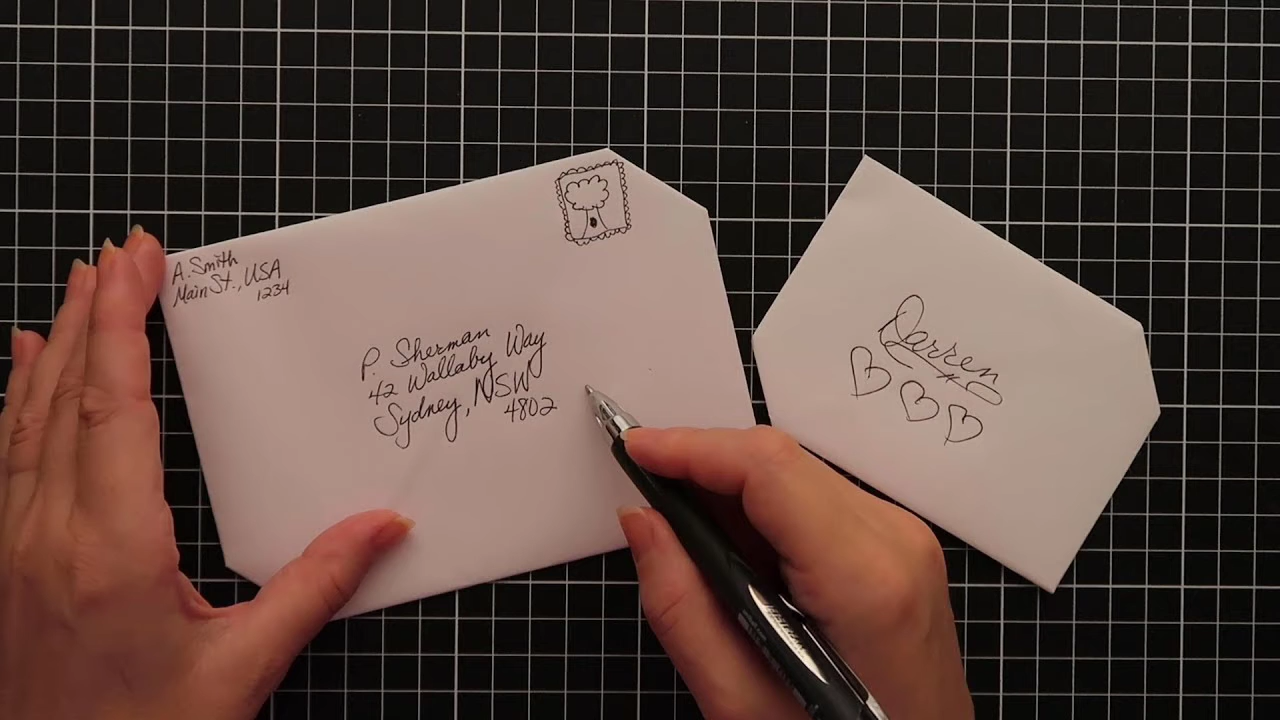 A. Smith
Main St., USA
1234
P. Sherman
42 Wallaby Way
Sydney, NSW
4802
Darren